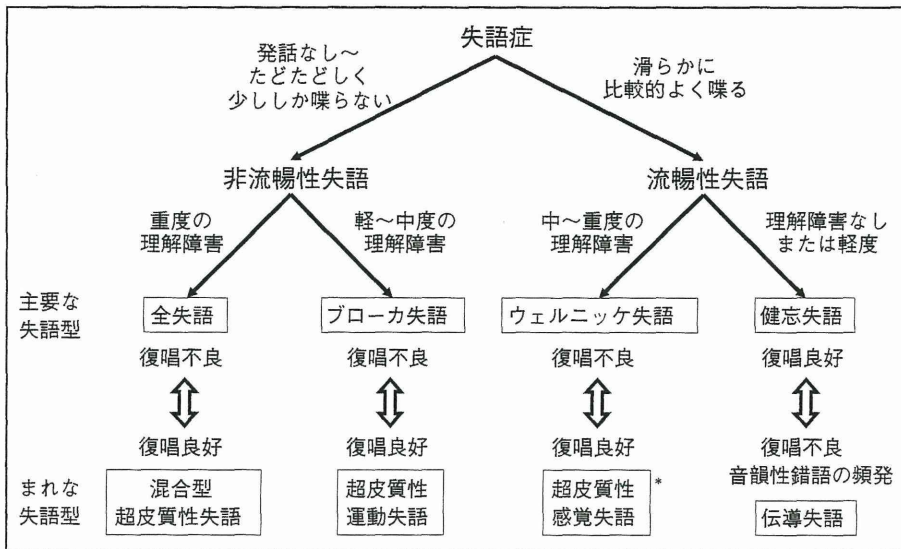 失語症
発話なし～
たどたどしく
少ししか喋らない
滑らかに
比較的よく喋る
非流暢性失語
流暢性失語
重度の
理解障害
軽～中度の
理解障害
中～重度の
理解障害
理解障害なし
または軽度
主要な
失語型
全失語
ブローカ失語
ウェルニッケ失語
健忘失語
復唱不良
復唱不良
復唱不良
復唱良好
復唱良好
復唱良好
復唱良好
復唱不良
音韻性錯語の頻発
まれな
失語型
混合型
超皮質性失語
超皮質性
運動失語
超皮質性
感覚失語
*
伝導失語